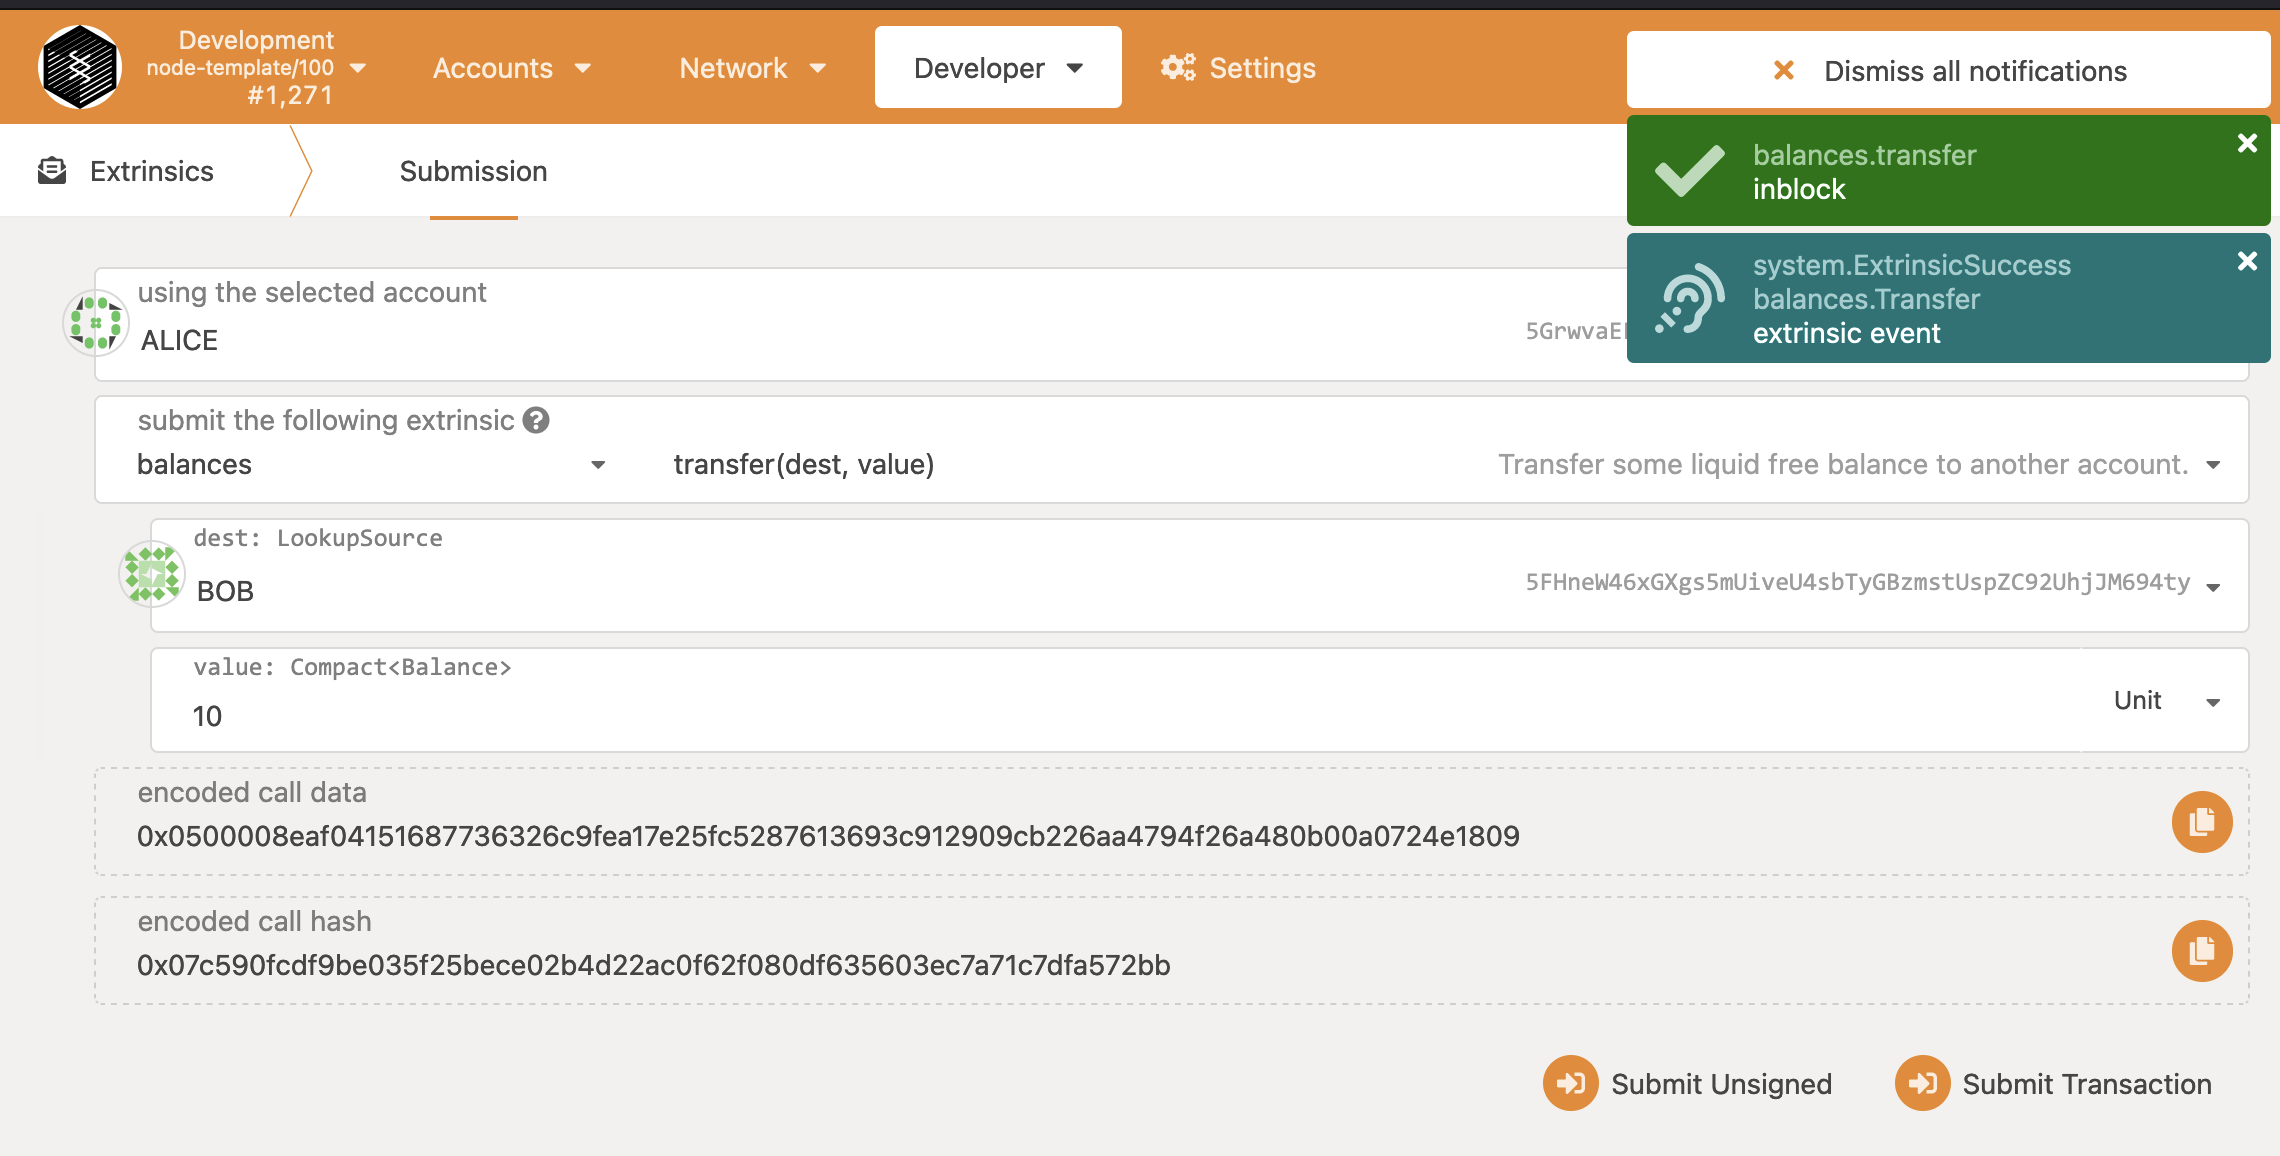 Development
node-template/100
#1,271
Accounts
Network
Developer
Settings
Dismiss all notifications
balances.transfer
inblock
system.ExtrinsicSuccess
balances.Transfer
extrinsic event
Extrinsics
Submission
using the selected account
ALICE
submit the following extrinsic ?
balances
transfer(dest, value)
Transfer some liquid free balance to another account.
dest: LookupSource
BOB
5FHneW46xGXgs5mUiveU4sbTyGBzmstUspZC92UhjJM694ty
value: Compact<Balance>
10
Unit
encoded call data
0x0500008eaf04151687736326c9fea17e25fc5287613693c912909cb226aa4794f26a480b00a0724e1809
encoded call hash
0x07c590fcdf9be035f25bece02b4d22ac0f62f080df635603ec7a71c7dfa572bb
Submit Unsigned
Submit Transaction